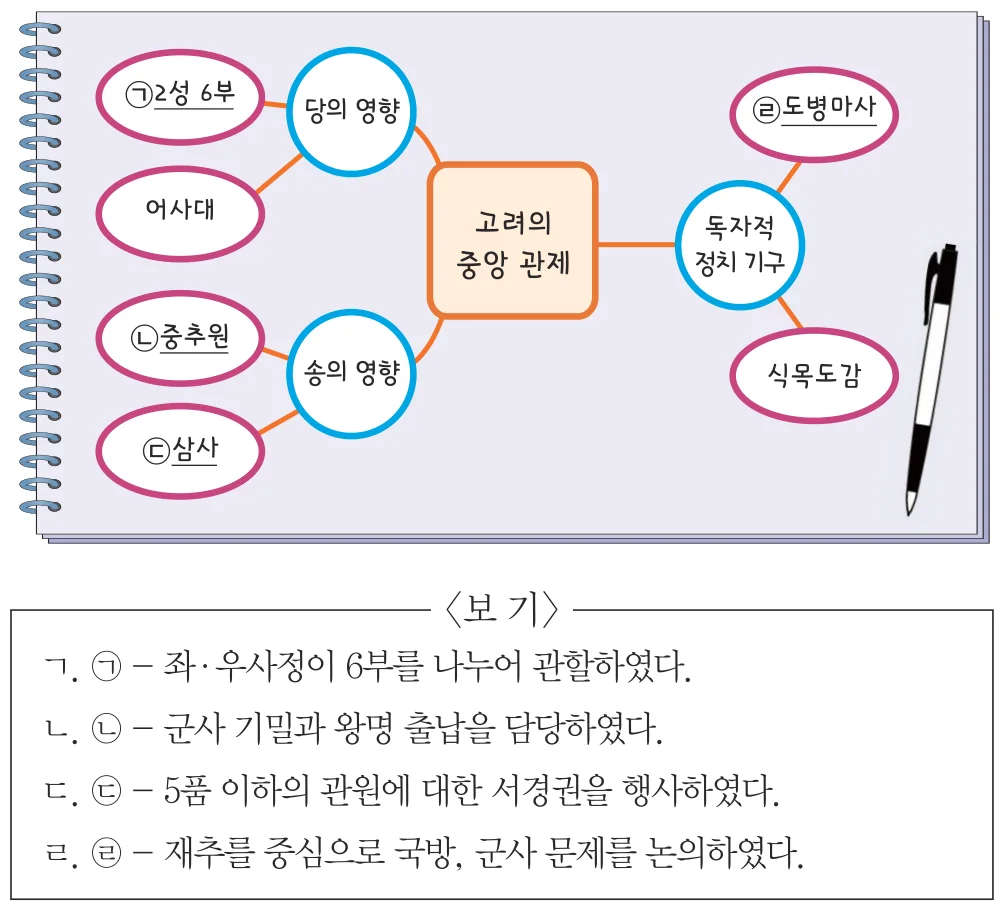 ㉠2성 6부
어사대
당의 영향
㉡중추원
㉢삼사
송의 영향
고려의
중앙 관제
독자적
정치 기구
㉣도병마사
식목도감
〈보 기〉
ㄱ. ㉠ – 좌·우사정이 6부를 나누어 관할하였다.
ㄴ. ㉡ – 군사 기밀과 왕명 출납을 담당하였다.
ㄷ. ㉢ – 5품 이하의 관원에 대한 서경권을 행사하였다.
ㄹ. ㉣ – 재추를 중심으로 국방, 군사 문제를 논의하였다.